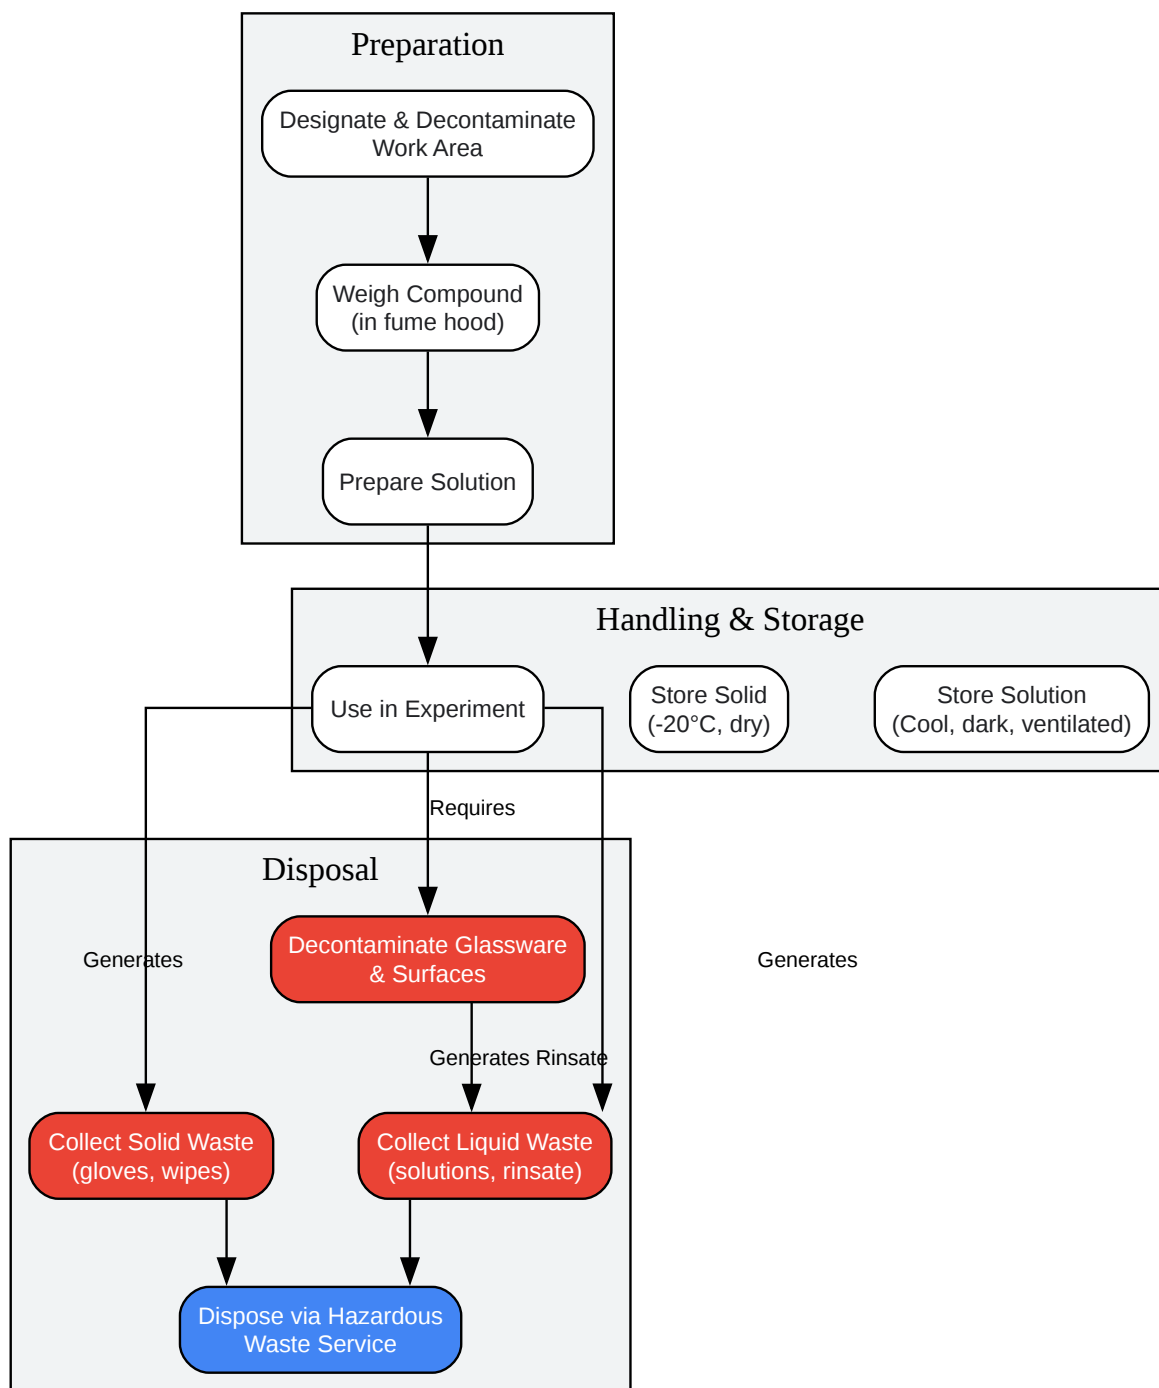 Preparation
Designate & Decontaminate
Work Area
Weigh Compound
(in fume hood)
Prepare Solution
Handling & Storage
Use in Experiment
Store Solid
(-20°C, dry)
Store Solution
(Cool, dark, ventilated)
Requires
Disposal
Decontaminate Glassware
& Surfaces
Generates
Generates
Generates Rinsate
Collect Solid Waste
(gloves, wipes)
Collect Liquid Waste
(solutions, rinsate)
Dispose via Hazardous
Waste Service